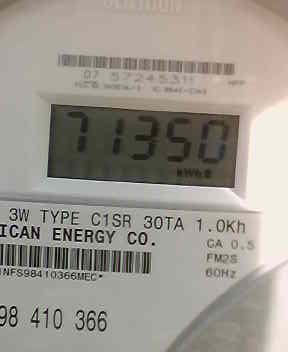 07 57245311
71350
kWh
3W TYPE C1SR 30TA 1.0Kh
ICAN ENERGY CO.
CA 0.5
FM2S
60Hz
NFS98410366MEC*
98 410 366